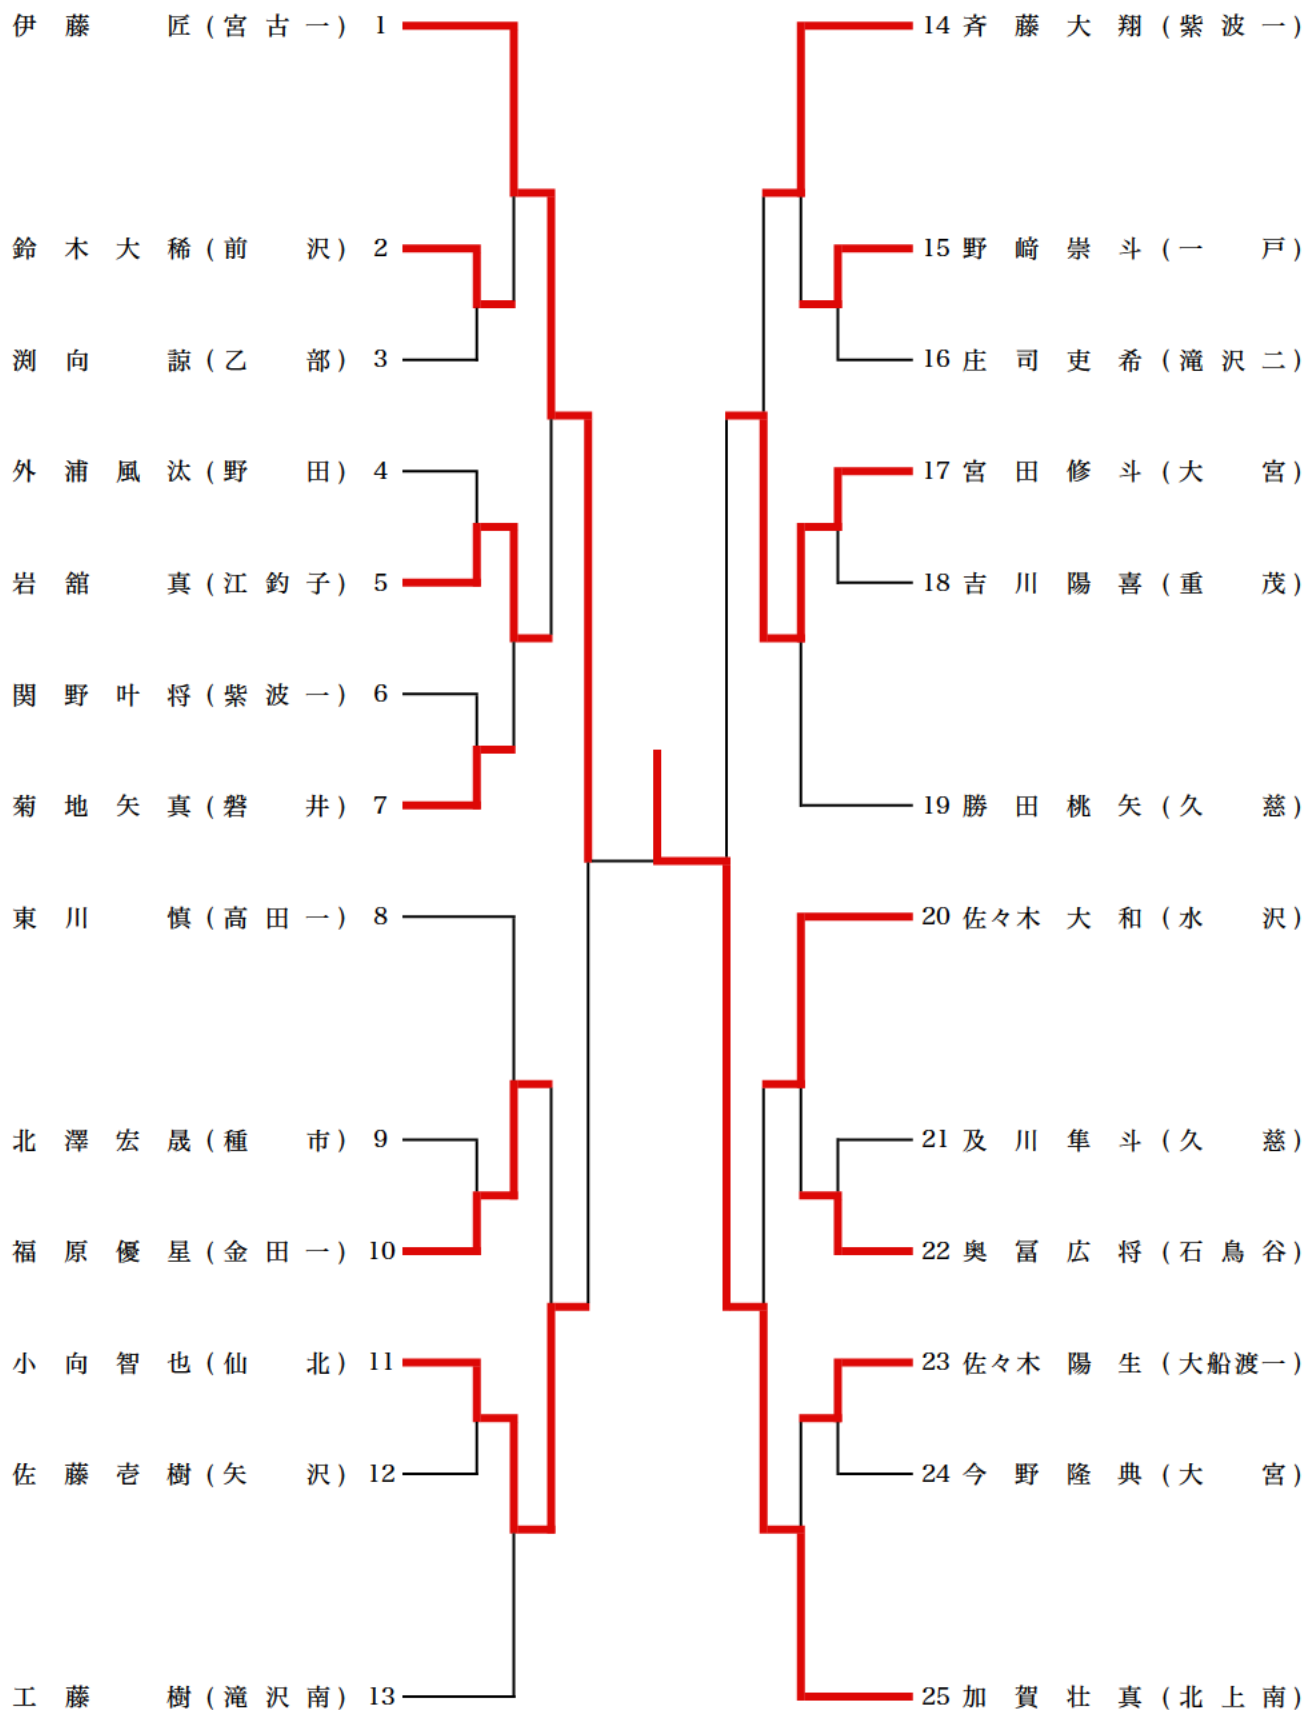 伊藤　匠(宮古一) 1
鈴木大稀(前沢) 2
渕向　諒(乙部) 3
外浦風汰(野田) 4
岩舘　真(江釣子) 5
関野叶将(紫波一) 6
菊地矢真(磐井) 7
東川　慎(高田一) 8
北澤宏晟(種市) 9
福原優星(金田一) 10
小向智也(仙北) 11
佐藤壱樹(矢沢) 12
工藤　樹(滝沢南) 13
14 斉藤大翔(紫波一)
15 野﨑崇斗(一戸)
16 庄司吏希(滝沢二)
17 宮田修斗(大宮)
18 吉川陽喜(重茂)
19 勝田桃矢(久慈)
20 佐々木大和(水沢)
21 及川隼斗(久慈)
22 奥冨広将(石鳥谷)
23 佐々木陽生(大船渡一)
24 今野隆典(大宮)
25 加賀壮真(北上南)